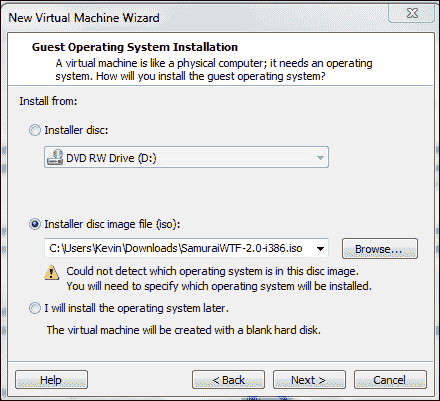 New Virtual Machine Wizard
Guest Operating System Installation
A virtual machine is like a physical computer; it needs an operating
system. How will you install the guest operating system?
Install from:
Installer disc:
DVD RW Drive (D:)
Installer disc image file (iso):
C:\Users\Kevin\Downloads\SamuraiWTF-2.0-i386.iso
Browse...
Could not detect which operating system is in this disc image.
You will need to specify which operating system will be installed.
I will install the operating system later.
The virtual machine will be created with a blank hard disk.
Help
< Back
Next >
Cancel